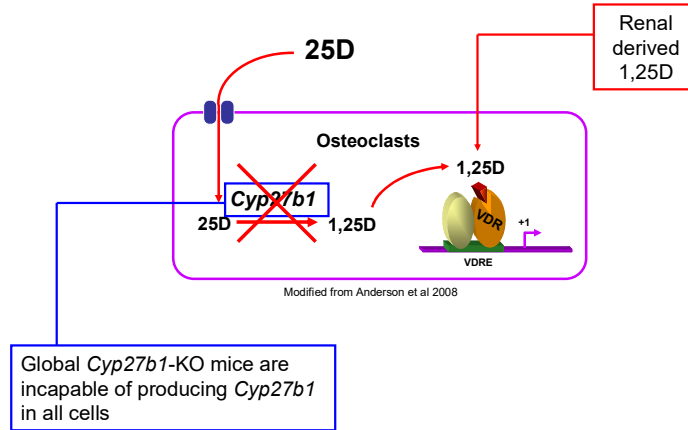 25D
Renal
derived
1,25D
Osteoclasts
1,25D
Cyp27b1
25D
1,25D
VDR
+1
VDRE
Modified from Anderson et al 2008
Global Cyp27b1-KO mice are
incapable of producing Cyp27b1
in all cells